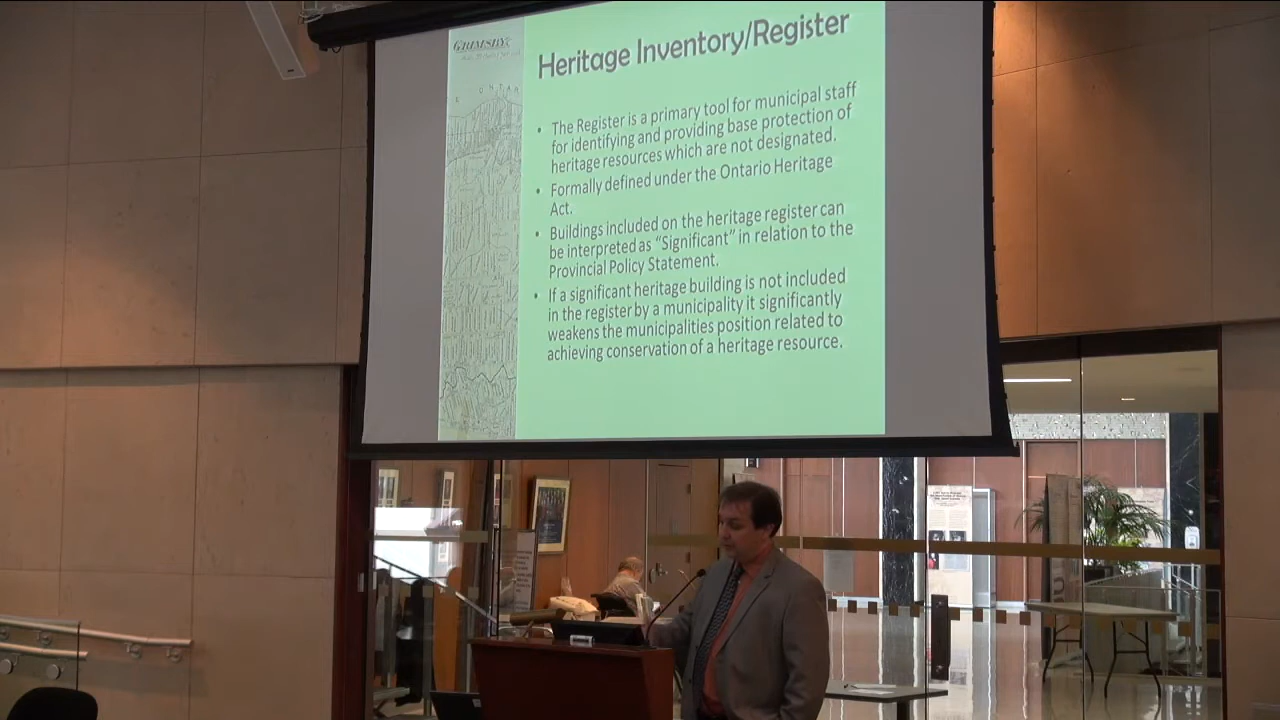 GRIMSBY
Heritage Inventory/Register
• The Register is a primary tool for municipal staff
for identifying and providing base protection of
heritage resources which are not designated.
• Formally defined under the Ontario Heritage
Act.
• Buildings included on the heritage register can
be interpreted as “Significant” in relation to the
Provincial Policy Statement.
• If a significant heritage building is not included
in the register by a municipality it significantly
weakens the municipalities position related to
achieving conservation of a heritage resource.